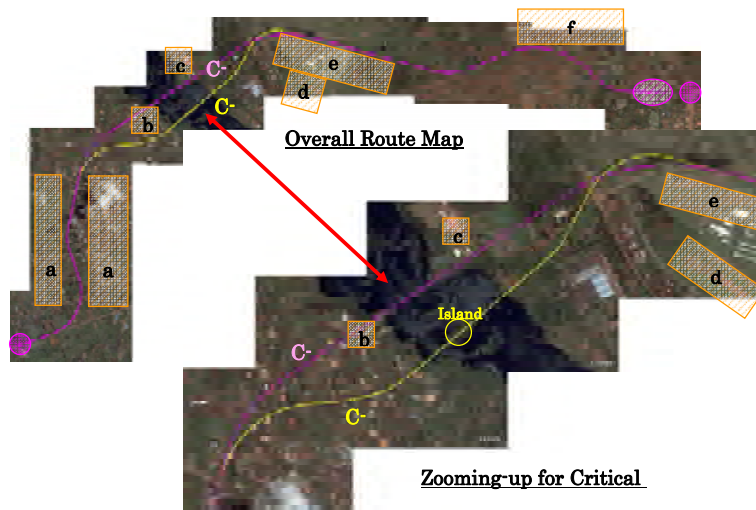 f
c
C-
e
d
C-
b
Overall Route Map
a
a
e
c
d
Island
b
C-
C-
Zooming-up for Critical